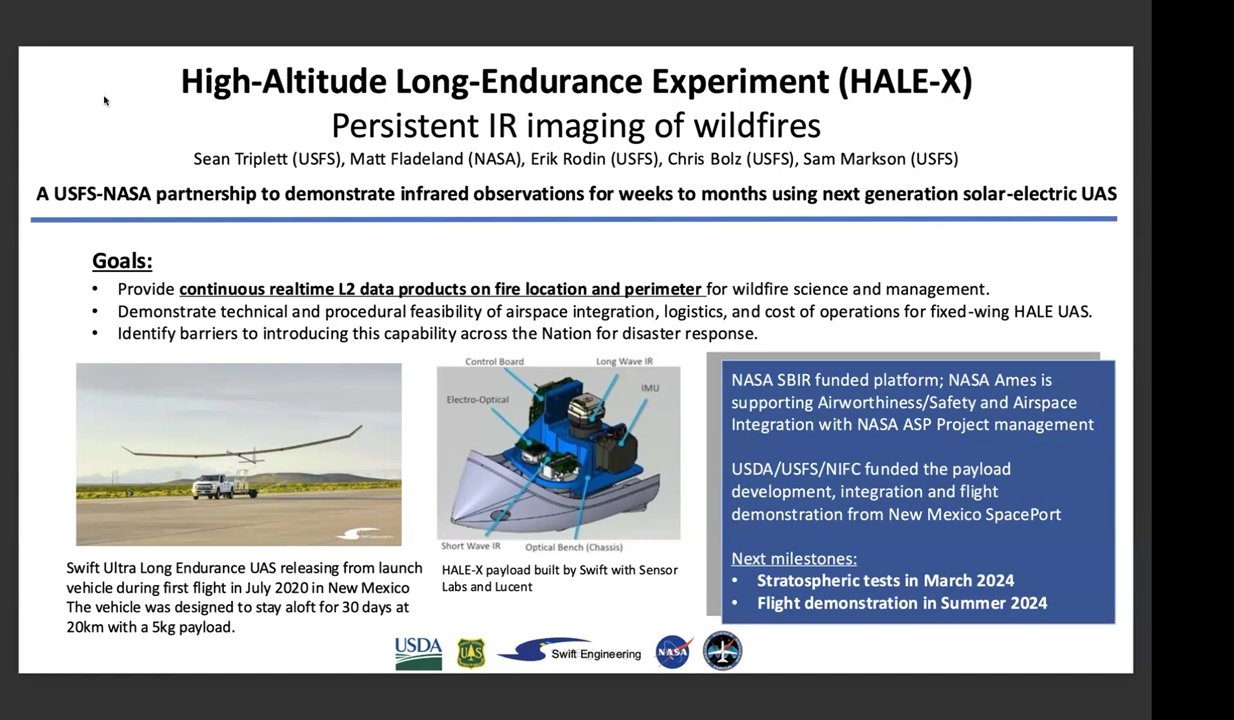 High-Altitude Long-Endurance Experiment (HALE-X)
Persistent IR imaging of wildfires
Sean Triplett (USFS), Matt Fladeland (NASA), Erik Rodin (USFS), Chris Bolz (USFS), Sam Markson (USFS)
A USFS-NASA partnership to demonstrate infrared observations for weeks to months using next generation solar-electric UAS
Goals:
• Provide continuous realtime L2 data products on fire location and perimeter for wildfire science and management.
• Demonstrate technical and procedural feasibility of airspace integration, logistics, and cost of operations for fixed-wing HALE UAS.
• Identify barriers to introducing this capability across the Nation for disaster response.
Control Board
Long Wave IR
IMU
Electro-Optical
Short Wave IR
Optical Bench (Chassis)
Swift Ultra Long Endurance UAS releasing from launch
vehicle during first flight in July 2020 in New Mexico
The vehicle was designed to stay aloft for 30 days at
20km with a 5kg payload.
HALE-X payload built by Swift with Sensor
Labs and Lucent
NASA SBIR funded platform; NASA Ames is
supporting Airworthiness/Safety and Airspace
Integration with NASA ASP Project management
USDA/USFS/NIFC funded the payload
development, integration and flight
demonstration from New Mexico SpacePort
Next milestones:
• Stratospheric tests in March 2024
• Flight demonstration in Summer 2024
USDA
UAS
Swift Engineering
NASA